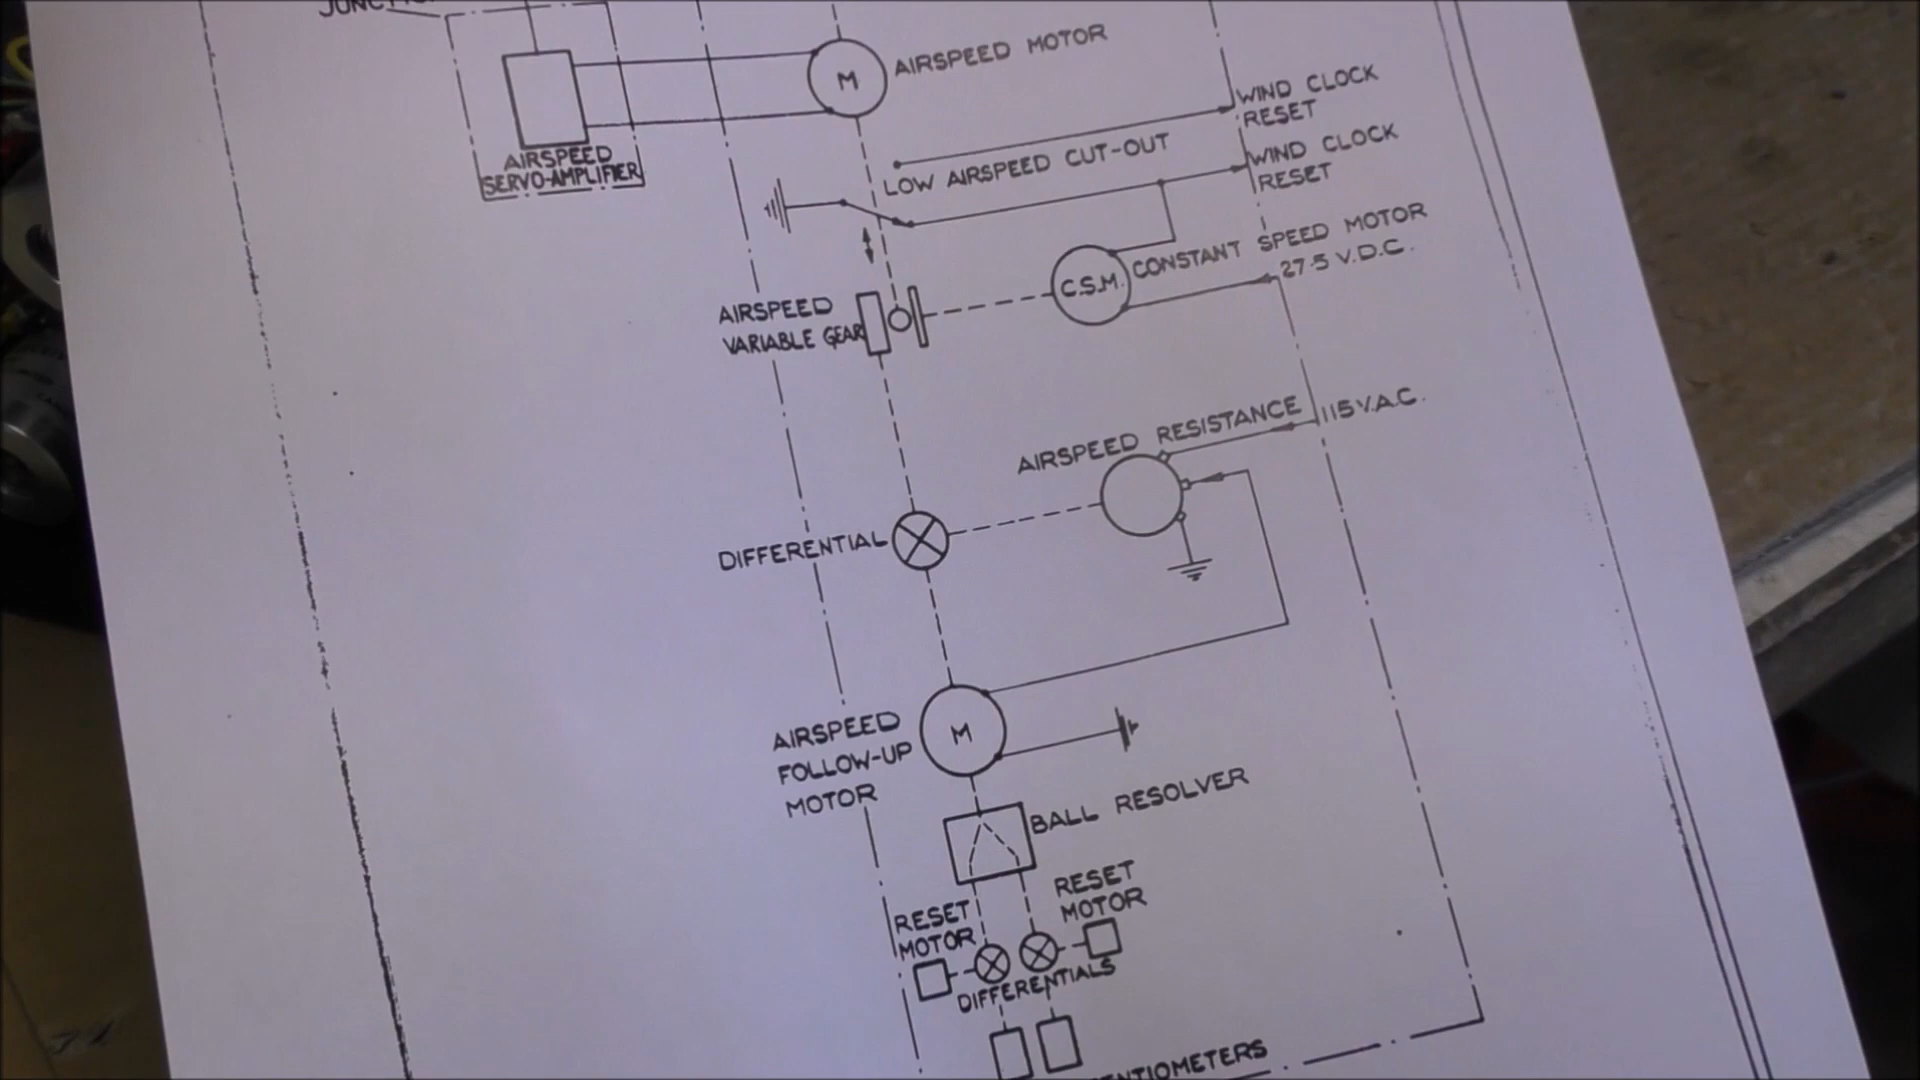 AIRSPEED MOTOR
WIND CLOCK
RESET
AIRSPEED
SERVO-AMPLIFIER
M
LOW AIRSPEED CUT-OUT
WIND CLOCK
RESET
CONSTANT SPEED MOTOR
C.S.M.
27.5 V.D.C.
AIRSPEED
VARIABLE GEAR
AIRSPEED RESISTANCE
115 V.A.C.
DIFFERENTIAL
AIRSPEED
FOLLOW-UP
MOTOR
M
BALL RESOLVER
RESET
MOTOR
RESET
MOTOR
DIFFERENTIALS